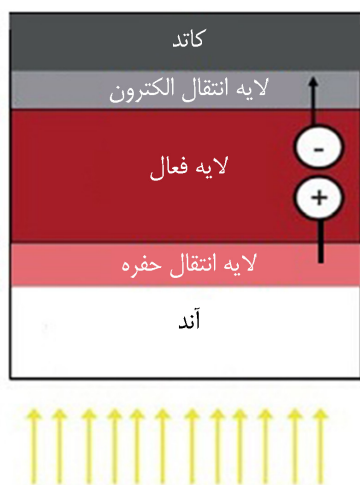 کاتد
لایه انتقال الکترون
لایه فعال
-
+
لایه انتقال حفره
آند